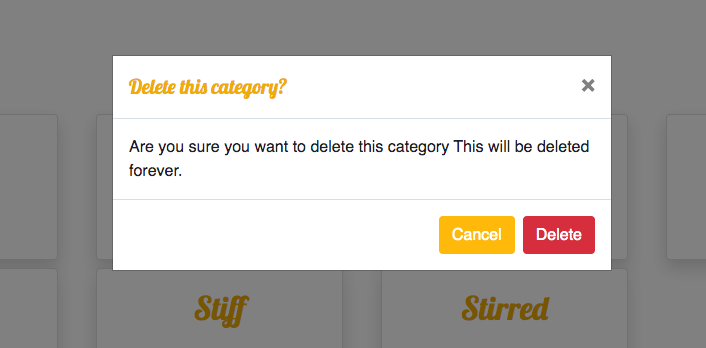 Delete this category?
×
Are you sure you want to delete this category This will be deleted
forever.
Cancel Delete
Stiff Stirred